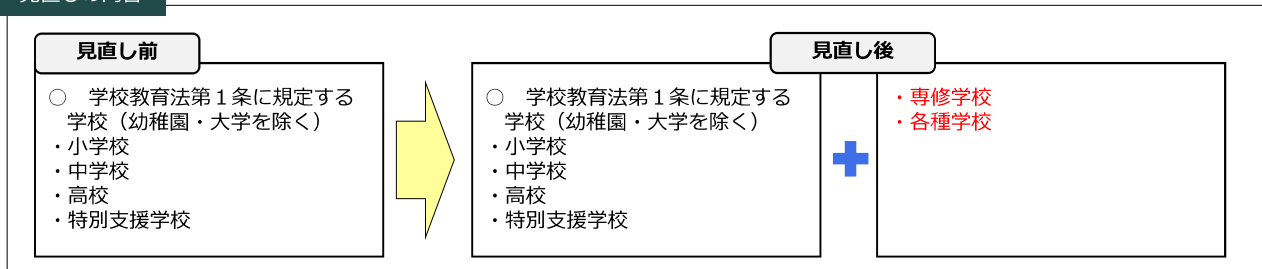 見直し前
○ 学校教育法第１条に規定する
学校（幼稚園・大学を除く）
・小学校
・中学校
・高校
・特別支援学校
見直し後
○ 学校教育法第１条に規定する
学校（幼稚園・大学を除く）
・小学校
・中学校
・高校
・特別支援学校
・専修学校
・各種学校